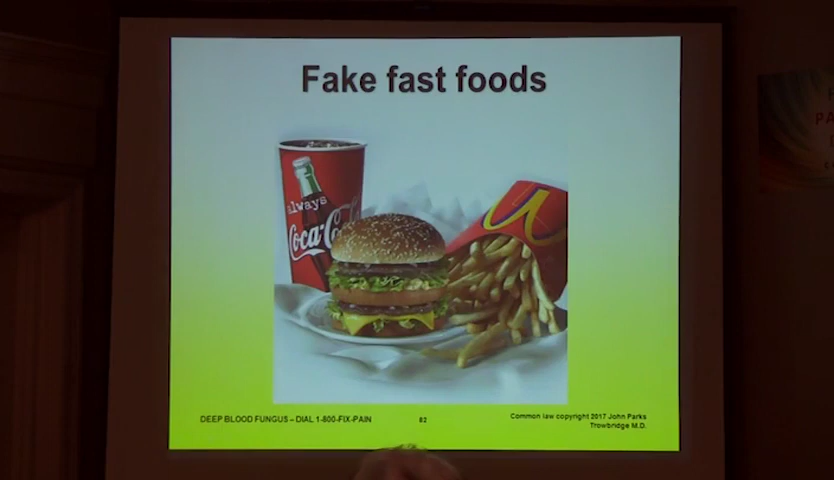 Fake fast foods
always
Coca-C
DEEP BLOOD FUNGUS – DIAL 1-800-FIX-PAIN
82
Common law copyright 2017 John Parks
Trowbridge M.D.
PA